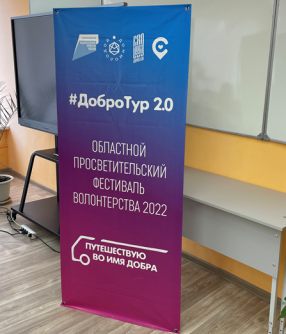 #ДоброТур 2.0
ОБЛАСТНОЙ
ПРОСВЕТИТЕЛЬСКИЙ
ФЕСТИВАЛЬ
ВОЛОНТЕРСТВА 2022
ПУТЕШЕСТВУЮ
ВО ИМЯ ДОБРА